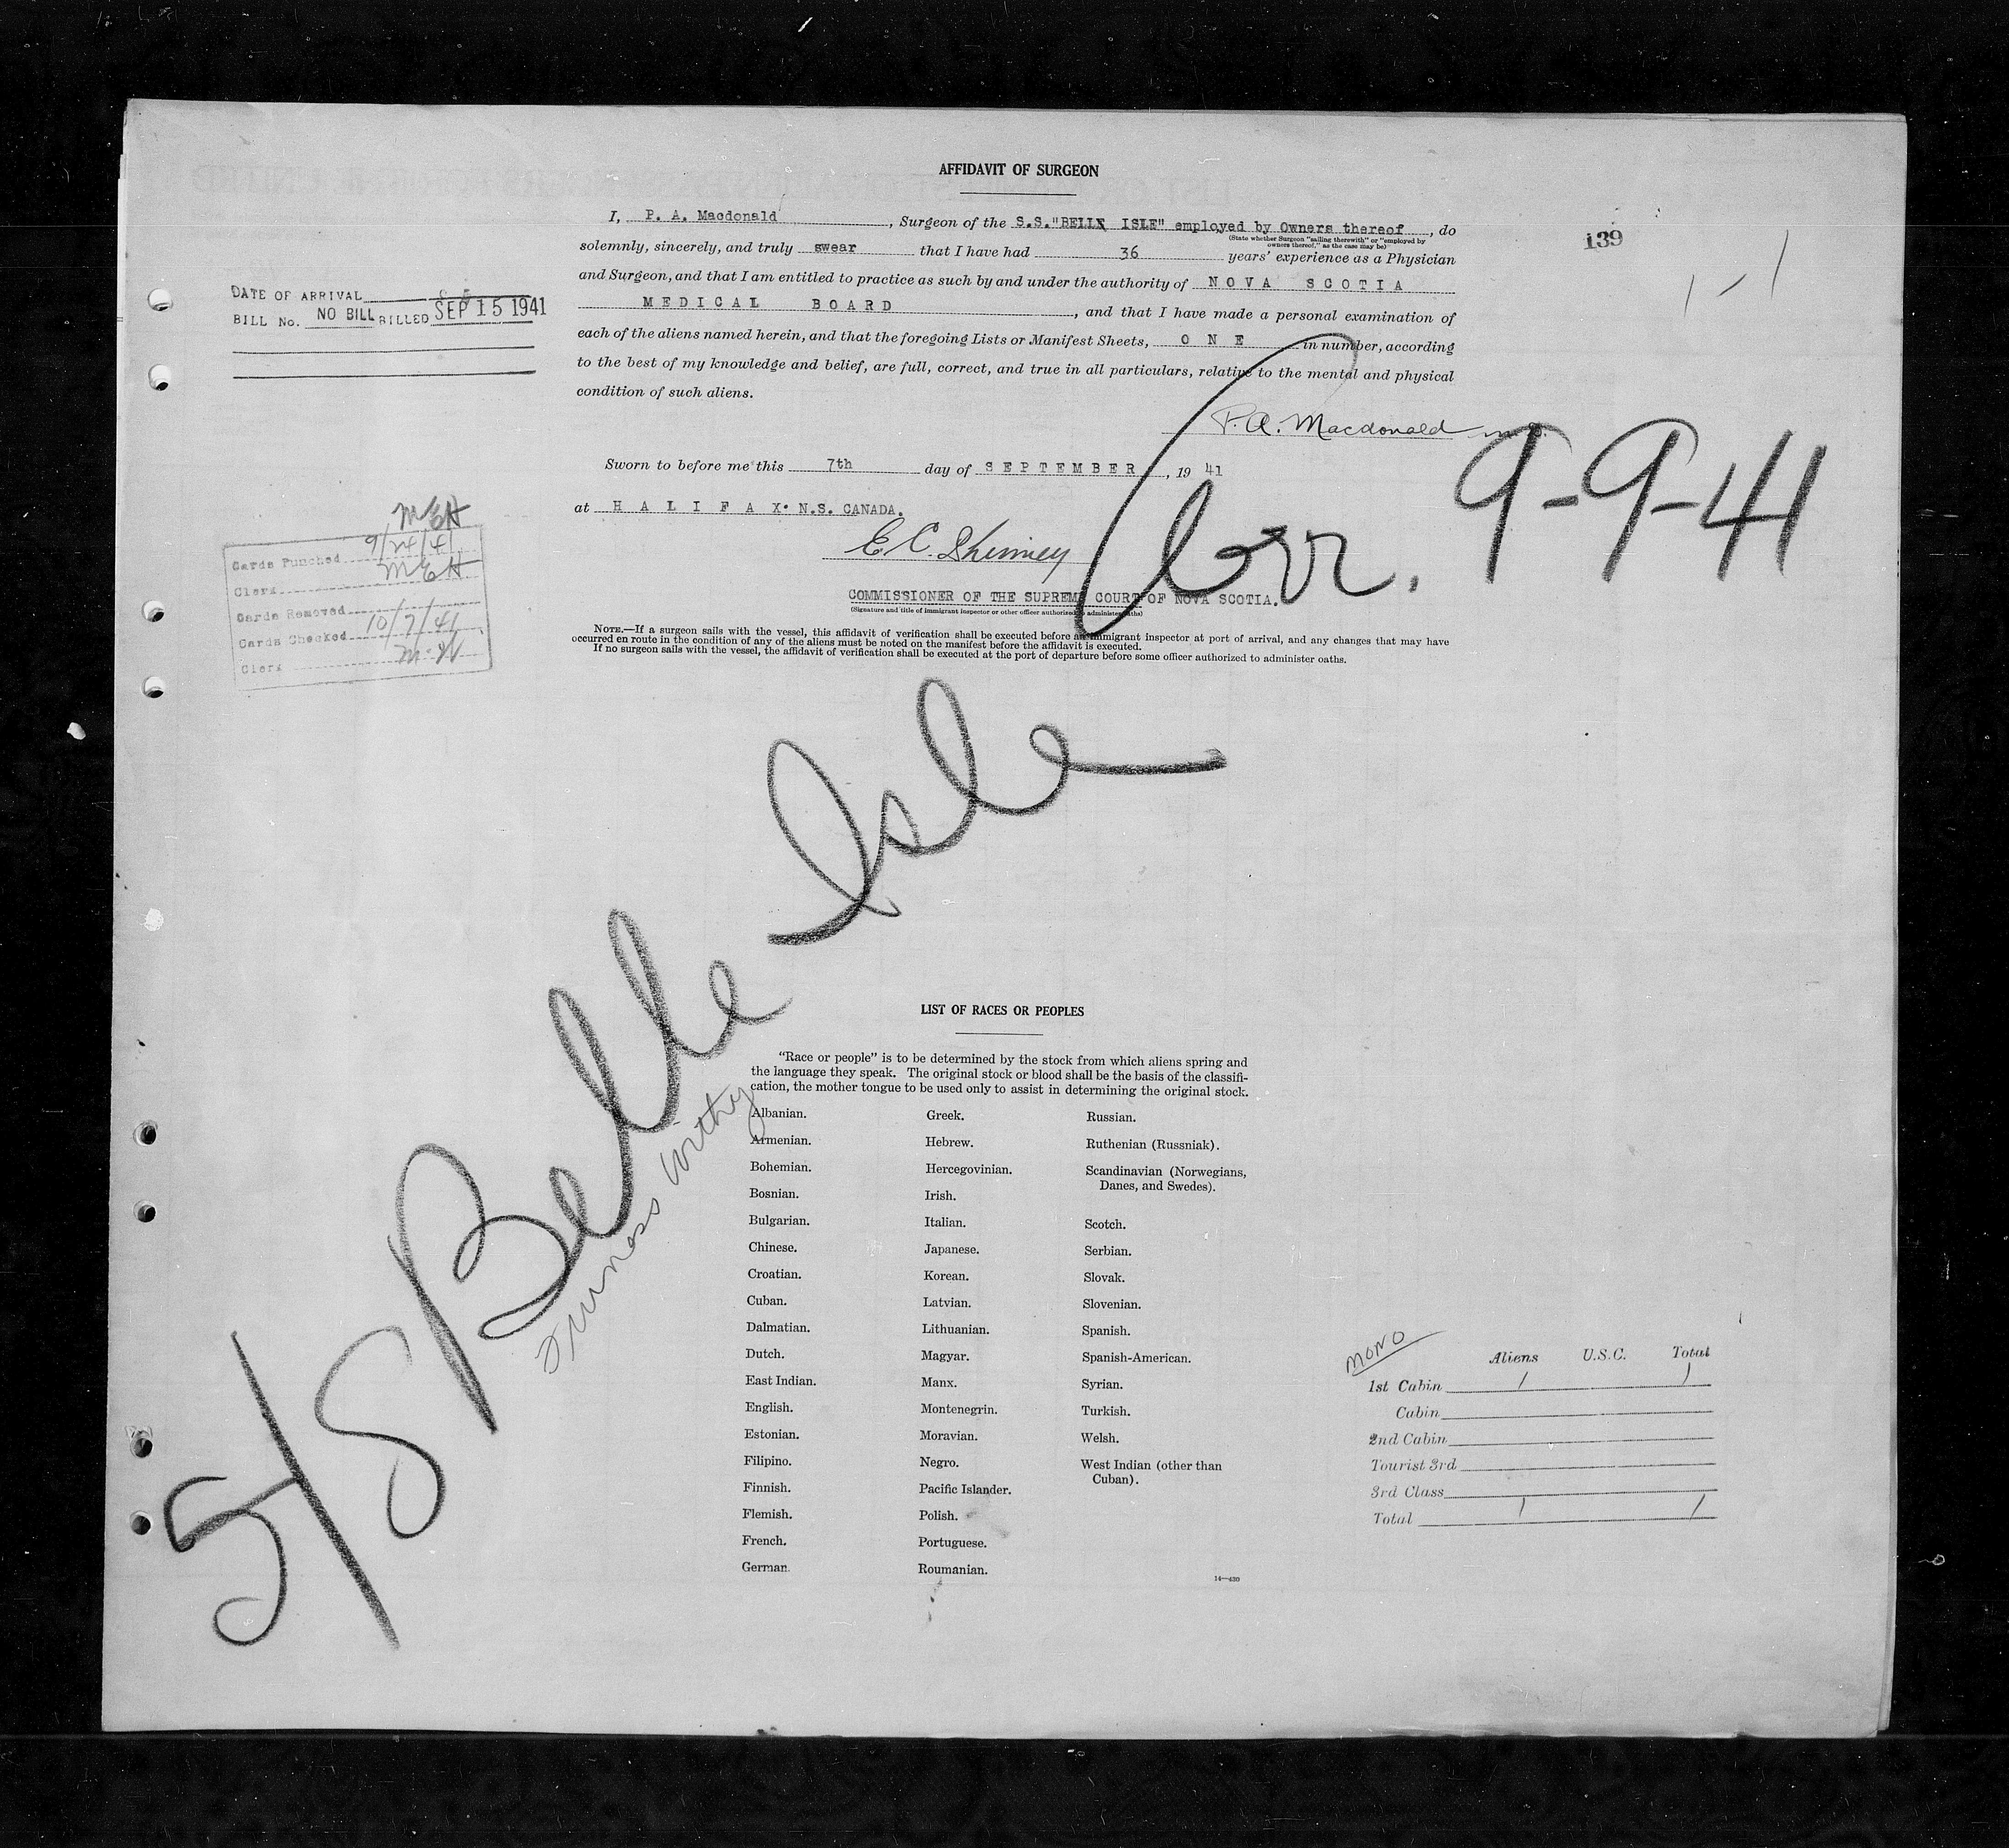 AFFIDAVIT OF SURGEON
139
I, P. A. Macdonald, Surgeon of the S.S."BELLE ISLE" employed by Owners thereof, do
(State whether Surgeon "sailing therewith" or "employed by
owners thereof," as the case may be)
solemnly, sincerely, and truly swear that I have had 36 years' experience as a Physician
and Surgeon, and that I am entitled to practice as such by and under the authority of NOVA SCOTIA
MEDICAL BOARD, and that I have made a personal examination of
each of the aliens named herein, and that the foregoing Lists or Manifest Sheets, ONE in number, according
to the best of my knowledge and belief, are full, correct, and true in all particulars, relative to the mental and physical
condition of such aliens.
1 - 1
DATE OF ARRIVAL
BILL No. NO BILL BILLED SEP 15 1941
P. A. Macdonald
Sworn to before me this 7th day of SEPTEMBER, 19 41
at HALIFAX. N.S. CANADA.
COMMISSIONER OF THE SUPREME COURT OF NOVA SCOTIA.
(Signature and title of immigrant inspector or other officer authorized to administer oaths)
9-9-41
NOTE.—If a surgeon sails with the vessel, this affidavit of verification shall be executed before an immigrant inspector at port of arrival, and any changes that may have
occurred en route in the condition of any of the aliens must be noted on the manifest before the affidavit is executed.
If no surgeon sails with the vessel, the affidavit of verification shall be executed at the port of departure before some officer authorized to administer oaths.
MEH
Cards Punched 9/24/41
Clerk MEH
Cards Removed
Cards Checked 10/7/41
Clerk
S/S Belle Isle
Furness Withy
LIST OF RACES OR PEOPLES
"Race or people" is to be determined by the stock from which aliens spring and
the language they speak. The original stock or blood shall be the basis of the classifi-
cation, the mother tongue to be used only to assist in determining the original stock.
Albanian.
Armenian.
Bohemian.
Bosnian.
Bulgarian.
Chinese.
Croatian.
Cuban.
Dalmatian.
Dutch.
East Indian.
English.
Estonian.
Filipino.
Finnish.
Flemish.
French.
German.
Greek.
Hebrew.
Hercegovinian.
Irish.
Italian.
Japanese.
Korean.
Latvian.
Lithuanian.
Magyar.
Manx.
Montenegrin.
Moravian.
Negro.
Pacific Islander.
Polish.
Portuguese.
Roumanian.
Russian.
Ruthenian (Russniak).
Scandinavian (Norwegians,
Danes, and Swedes).
Scotch.
Serbian.
Slovak.
Slovenian.
Spanish.
Spanish-American.
Syrian.
Turkish.
Welsh.
West Indian (other than
Cuban).
14—430
MONO
Aliens U.S.C. Total
1st Cabin 1 1
Cabin
2nd Cabin
Tourist 3rd
3rd Class
Total 1 1